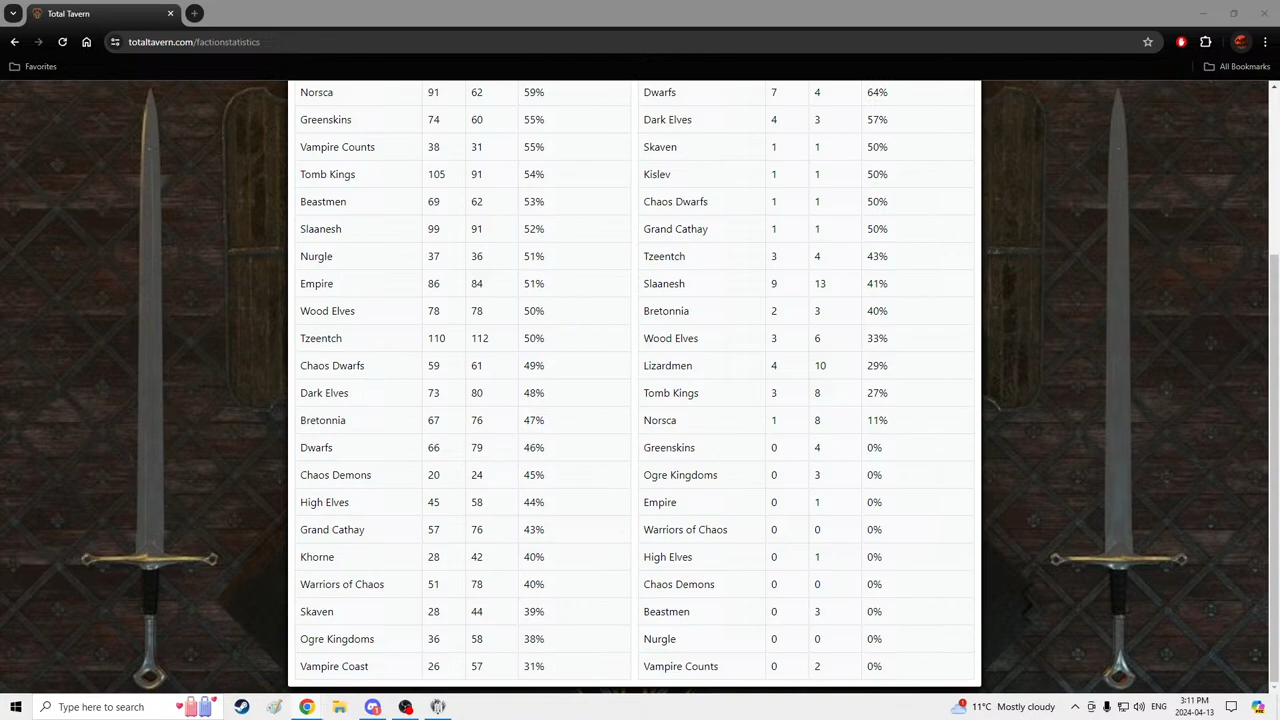 Total Tavern
totaltavern.com/factionstatistics
Favorites
All Bookmarks
Norsca 91 62 59% Dwarfs 7 4 64%
Greenskins 74 60 55% Dark Elves 4 3 57%
Vampire Counts 38 31 55% Skaven 1 1 50%
Tomb Kings 105 91 54% Kislev 1 1 50%
Beastmen 69 62 53% Chaos Dwarfs 1 1 50%
Slaanesh 99 91 52% Grand Cathay 1 1 50%
Nurgle 37 36 51% Tzeentch 3 4 43%
Empire 86 84 51% Slaanesh 9 13 41%
Wood Elves 78 78 50% Bretonnia 2 3 40%
Tzeentch 110 112 50% Wood Elves 3 6 33%
Chaos Dwarfs 59 61 49% Lizardmen 4 10 29%
Dark Elves 73 80 48% Tomb Kings 3 8 27%
Bretonnia 67 76 47% Norsca 1 8 11%
Dwarfs 66 79 46% Greenskins 0 4 0%
Chaos Demons 20 24 45% Ogre Kingdoms 0 3 0%
High Elves 45 58 44% Empire 0 1 0%
Grand Cathay 57 76 43% Warriors of Chaos 0 0 0%
Khorne 28 42 40% High Elves 0 1 0%
Warriors of Chaos 51 78 40% Chaos Demons 0 0 0%
Skaven 28 44 39% Beastmen 0 3 0%
Ogre Kingdoms 36 58 38% Nurgle 0 0 0%
Vampire Coast 26 57 31% Vampire Counts 0 2 0%
Type here to search
11°C Mostly cloudy
ENG
3:11 PM
2024-04-13